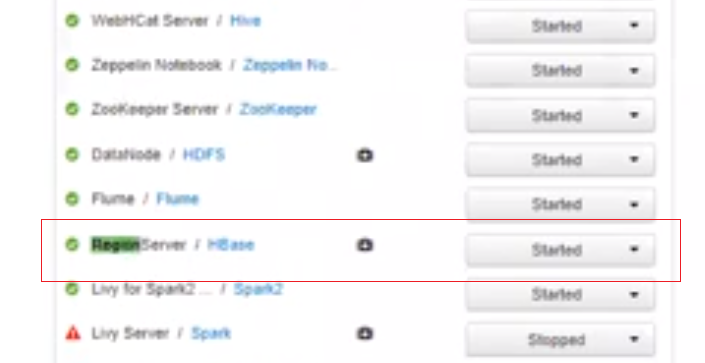 WebHCat Server / Hive Started
Zeppelin Notebook / Zeppelin No... Started
ZooKeeper Server / ZooKeeper Started
DataNode / HDFS Started
Flume / Flume Started
RegionServer / HBase Started
Livy for Spark2 ... / Spark2 Started
Livy Server / Spark Stopped